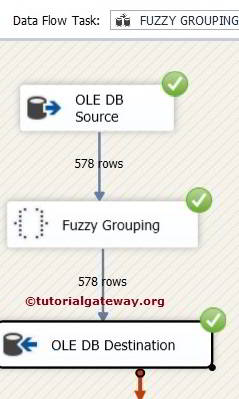 Data Flow Task:
FUZZY GROUPING
OLE DB
Source
578 rows
Fuzzy Grouping
578 rows
©tutorialgateway.org
OLE DB Destination